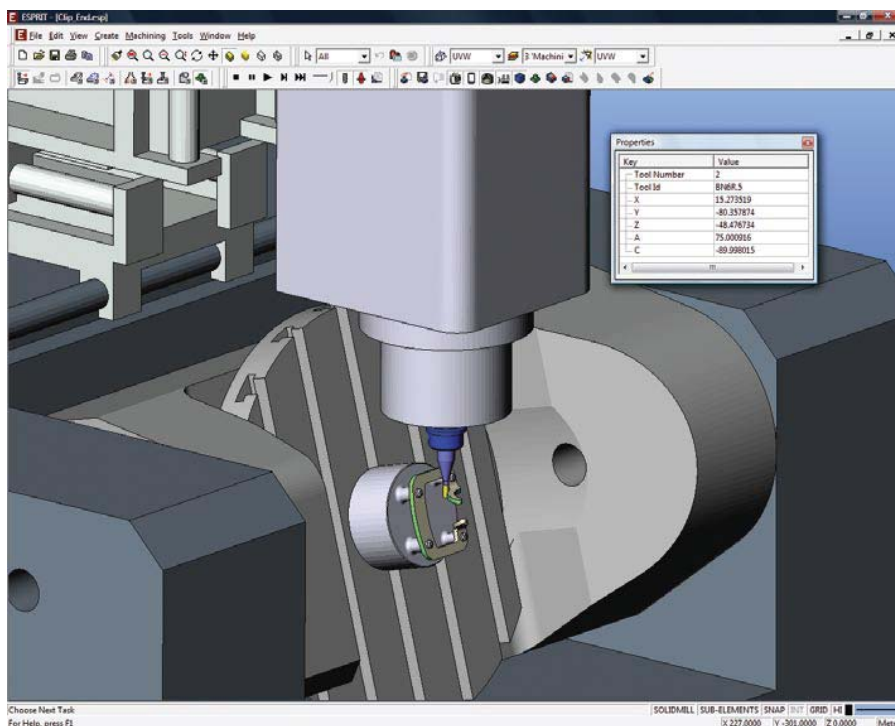 ESPRIT - [Clip_End.esp]
File Edit View Create Machining Tools Window Help
All
UVW
3 'Machini
UVW
Properties
Key Value
Tool Number 2
Tool Id BN6R.5
X 15.273519
Y -80.357874
Z -48.476734
A 75.000916
C -89.998015
Choose Next Task
SOLIDMILL SUB-ELEMENTS SNAP INT GRID HI
For Help, press F1
X 227.0000 Y -301.0000 Z 0.0000